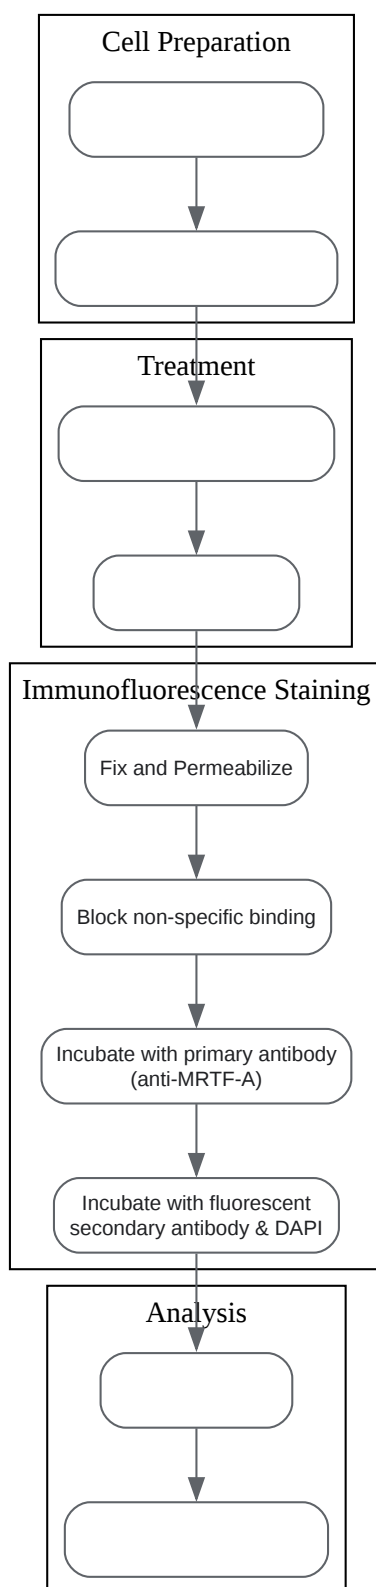 Cell Preparation
Treatment
Immunofluorescence Staining
Fix and Permeabilize
Block non-specific binding
Incubate with primary antibody
(anti-MRTF-A)
Incubate with fluorescent
secondary antibody & DAPI
Analysis